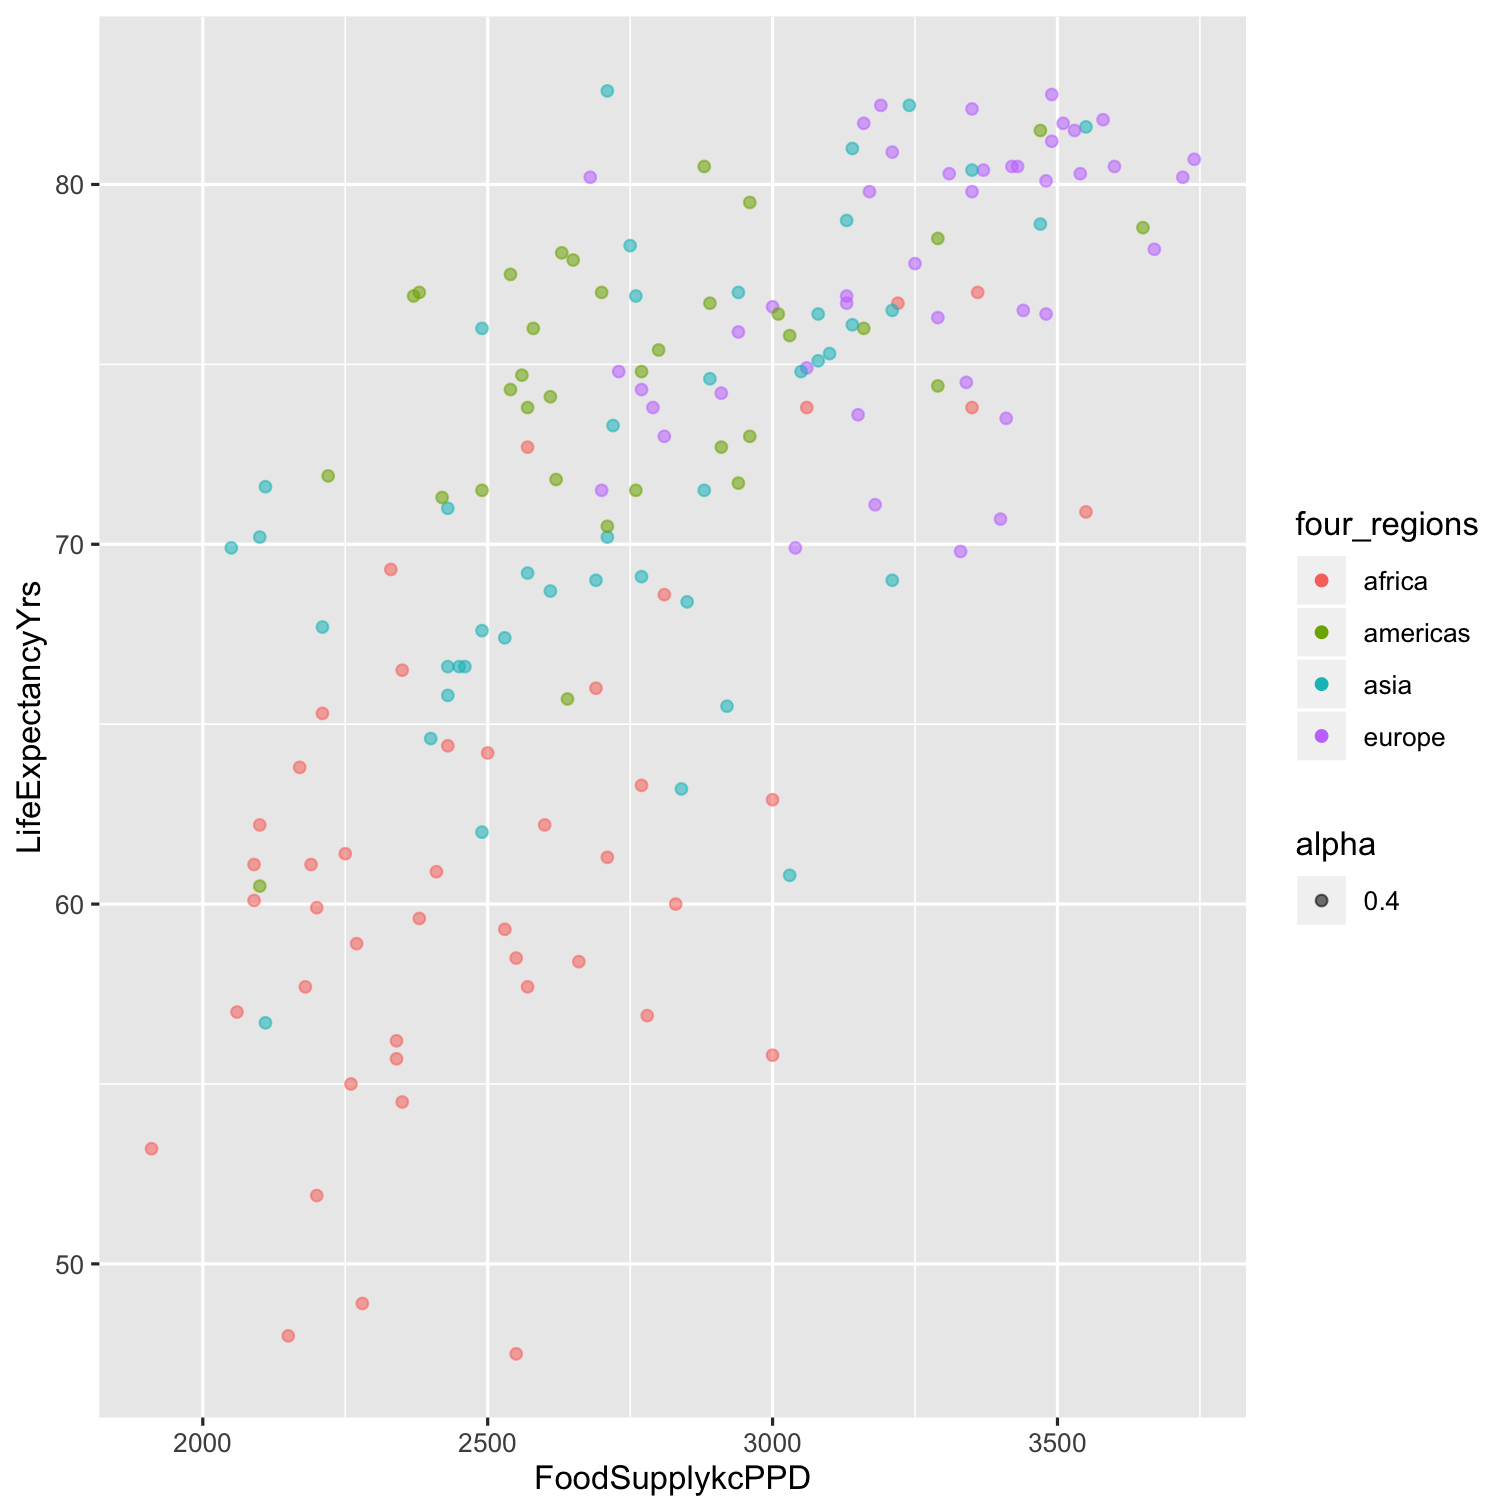 80
70
60
50
LifeExpectancyYrs
2000 2500 3000 3500
FoodSupplykcPPD
four_regions
africa
americas
asia
europe
alpha
0.4